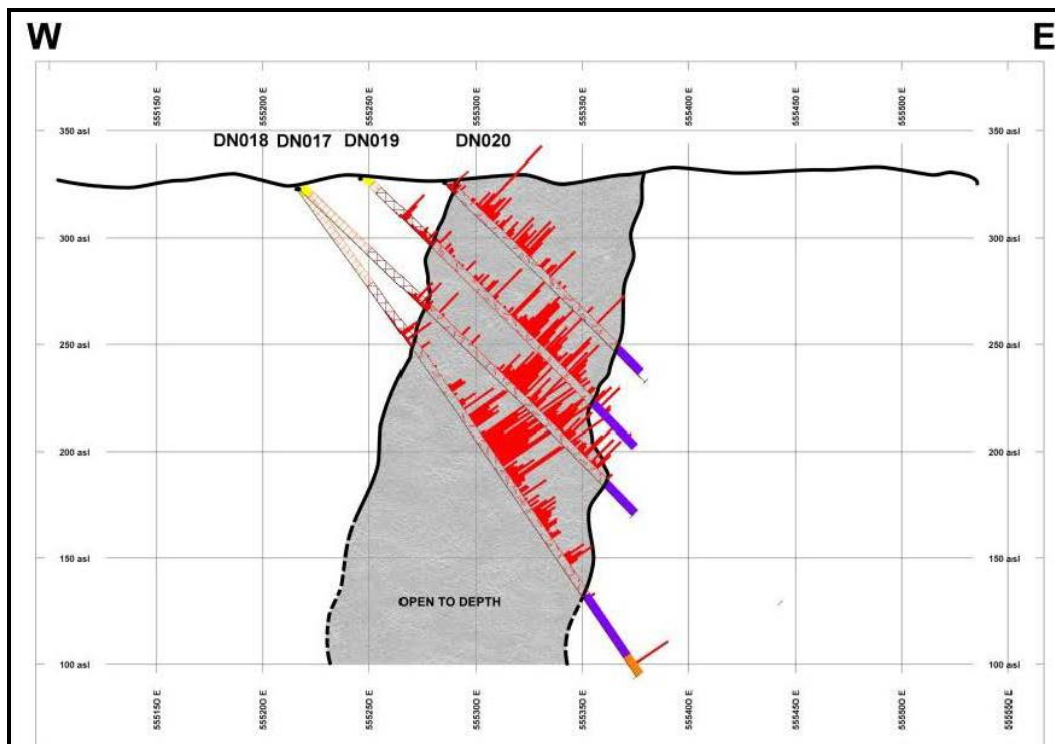 W E
555150 E 555200 E 555250 E 555300 E 555350 E 555400 E 555450 E 555500 E
350 asl 350 asl
DN018 DN017 DN019 DN020
300 asl 300 asl
250 asl 250 asl
200 asl 200 asl
150 asl 150 asl
OPEN TO DEPTH
100 asl 100 asl
555150 E 555200 E 555250 E 555300 E 555350 E 555400 E 555450 E 555500 E 555550 E